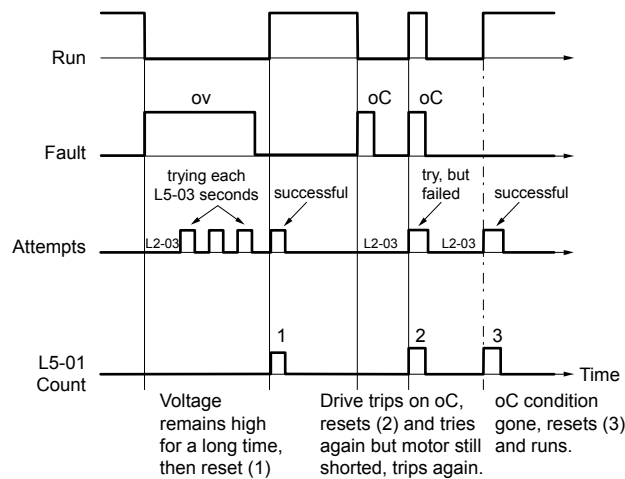 Run
ov
oC
oC
Fault
trying each
L5-03 seconds
successful
try, but
failed
successful
Attempts
L2-03
L2-03
L2-03
1
2
3
L5-01
Count
Time
Voltage
remains high
for a long time,
then reset (1)
Drive trips on oC,
resets (2) and tries
again but motor still
shorted, trips again.
oC condition
gone, resets (3)
and runs.